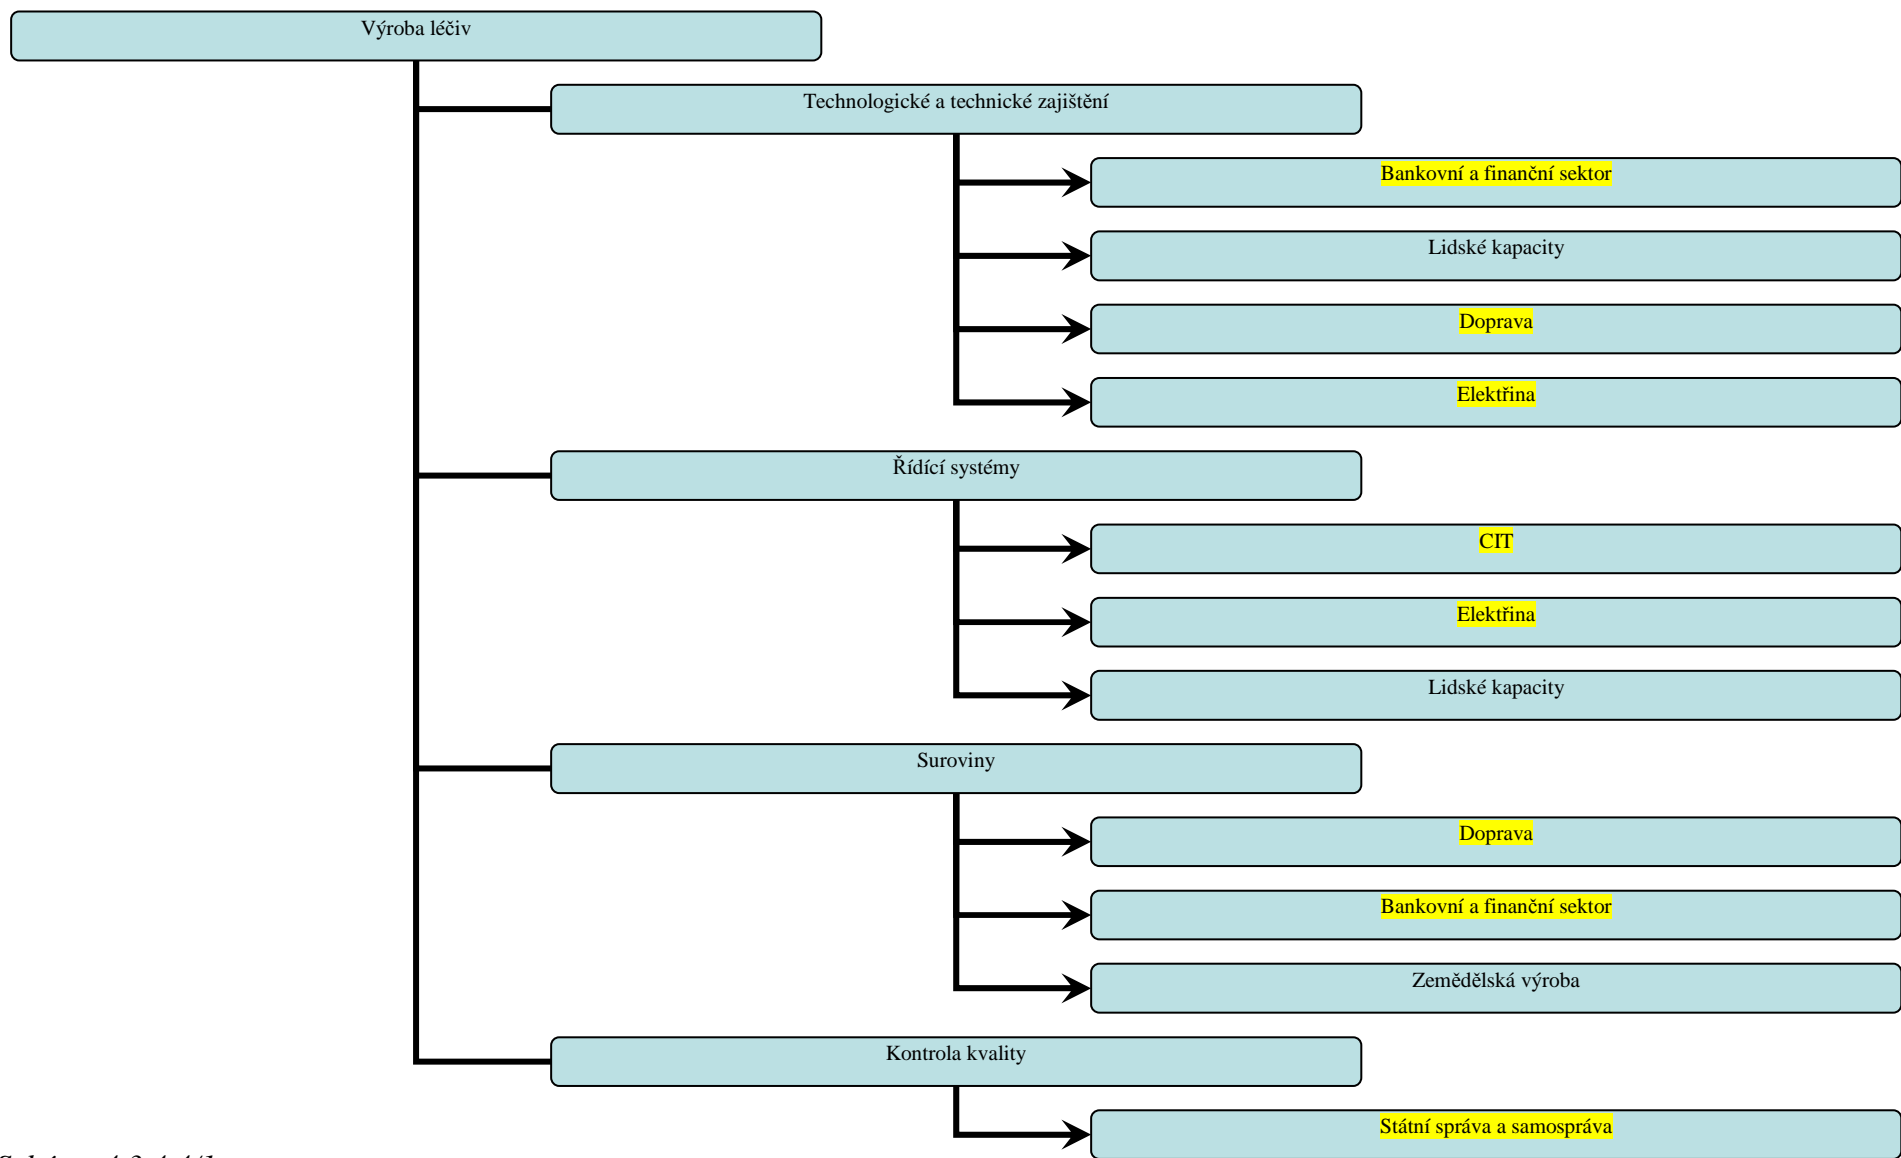 Výroba léčiv
Technologické a technické zajištění
Bankovní a finanční sektor
Lidské kapacity
Doprava
Elektřina
Řídící systémy
CIT
Elektřina
Lidské kapacity
Suroviny
Doprava
Bankovní a finanční sektor
Zemědělská výroba
Kontrola kvality
Státní správa a samospráva